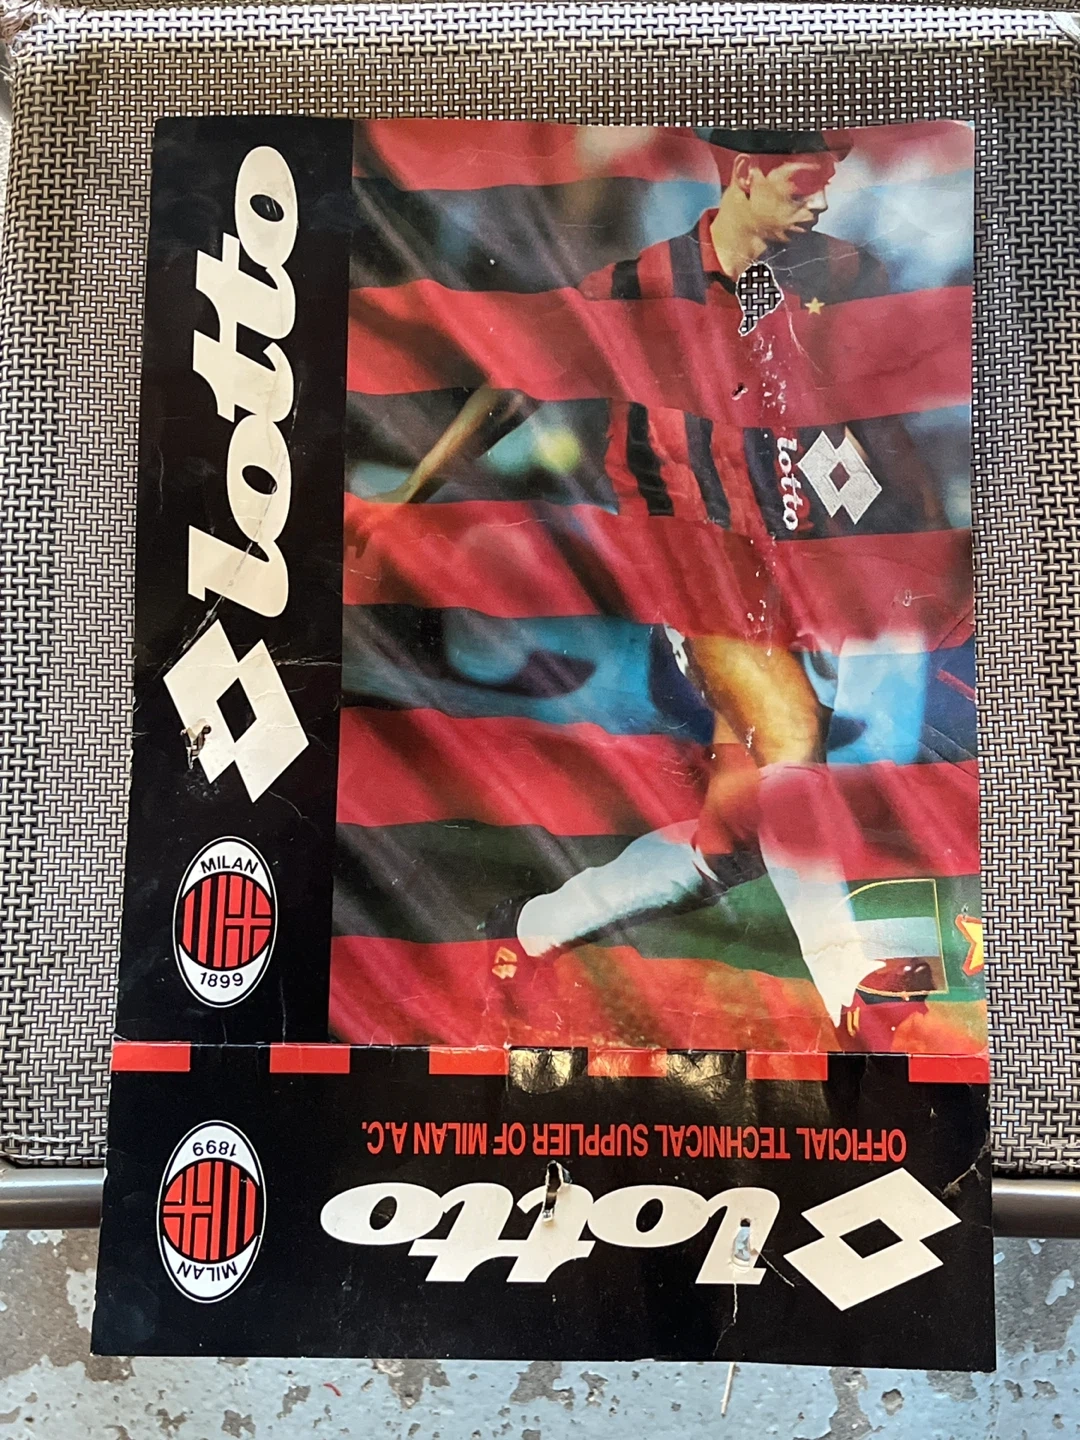 lotto
MILAN
1899
lotto
OFFICIAL TECHNICAL SUPPLIER OF MILAN A.C.
lotto
MILAN
1899